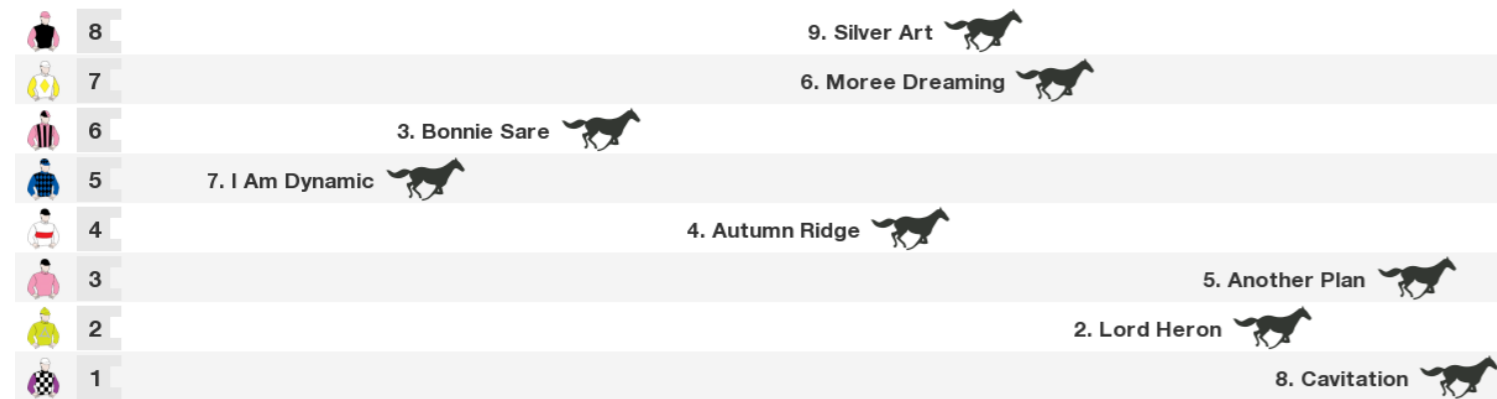 8 9. Silver Art
7 6. Moree Dreaming
6 3. Bonnie Sare
5 7. I Am Dynamic
4 4. Autumn Ridge
3 5. Another Plan
2 2. Lord Heron
1 8. Cavitation